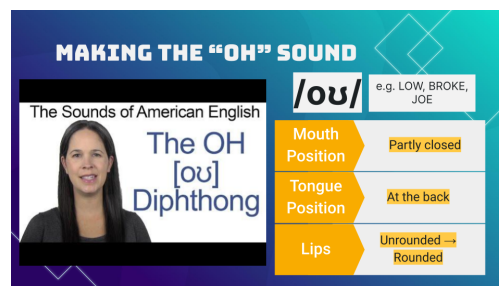 MAKING THE “OH” SOUND
The Sounds of American English
The OH
[oʊ]
Diphthong
/oʊ/
e.g. LOW, BROKE,
JOE
Mouth
Position
Partly closed
Tongue
Position
At the back
Lips
Unrounded →
Rounded